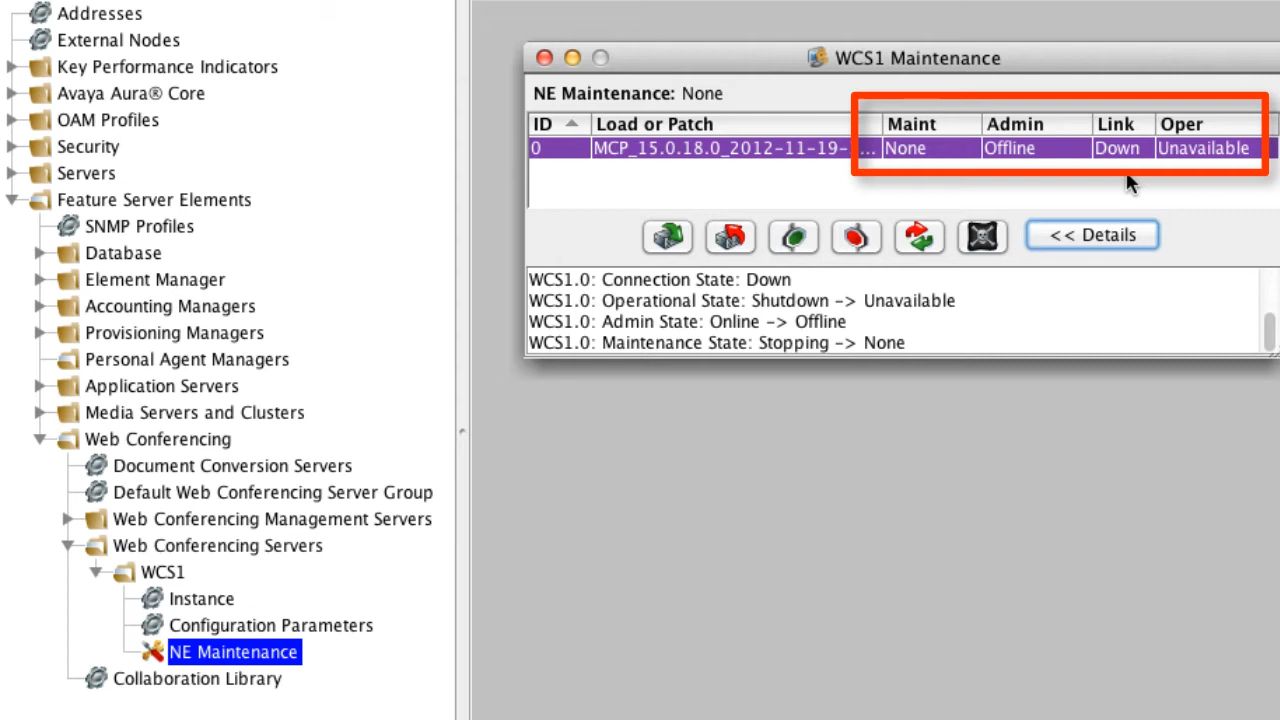 Addresses
External Nodes
Key Performance Indicators
Avaya Aura® Core
OAM Profiles
Security
Servers
Feature Server Elements
SNMP Profiles
Database
Element Manager
Accounting Managers
Provisioning Managers
Personal Agent Managers
Application Servers
Media Servers and Clusters
Web Conferencing
Document Conversion Servers
Default Web Conferencing Server Group
Web Conferencing Management Servers
Web Conferencing Servers
WCS1
Instance
Configuration Parameters
NE Maintenance
Collaboration Library
WCS1 Maintenance
NE Maintenance: None
ID Load or Patch Maint Admin Link Oper
0 MCP_15.0.18.0_2012-11-19-... None Offline Down Unavailable
<< Details
WCS1.0: Connection State: Down
WCS1.0: Operational State: Shutdown -> Unavailable
WCS1.0: Admin State: Online -> Offline
WCS1.0: Maintenance State: Stopping -> None